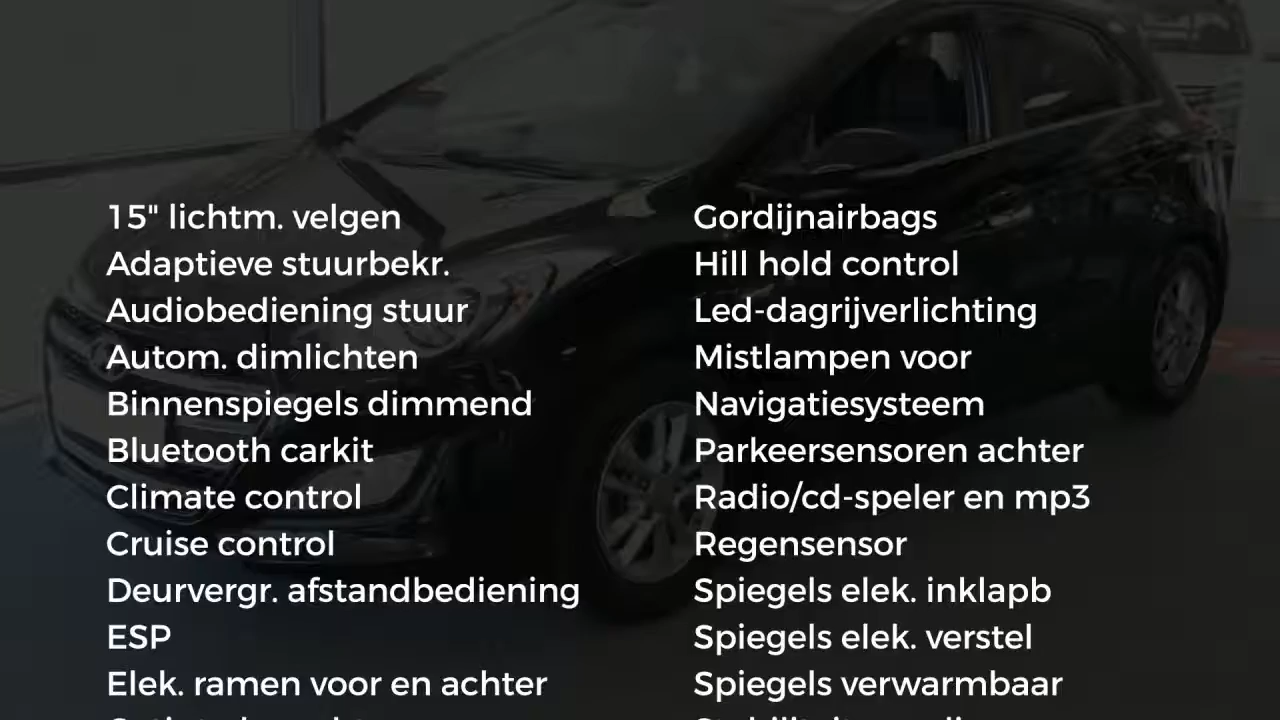 15" lichtm. velgen
Adaptieve stuurbekr.
Audiobediening stuur
Autom. dimlichten
Binnenspiegels dimmend
Bluetooth carkit
Climate control
Cruise control
Deurvergr. afstandbediening
ESP
Elek. ramen voor en achter
Gordijnairbags
Hill hold control
Led-dagrijverlichting
Mistlampen voor
Navigatiesysteem
Parkeersensoren achter
Radio/cd-speler en mp3
Regensensor
Spiegels elek. inklapb
Spiegels elek. verstel
Spiegels verwarmbaar